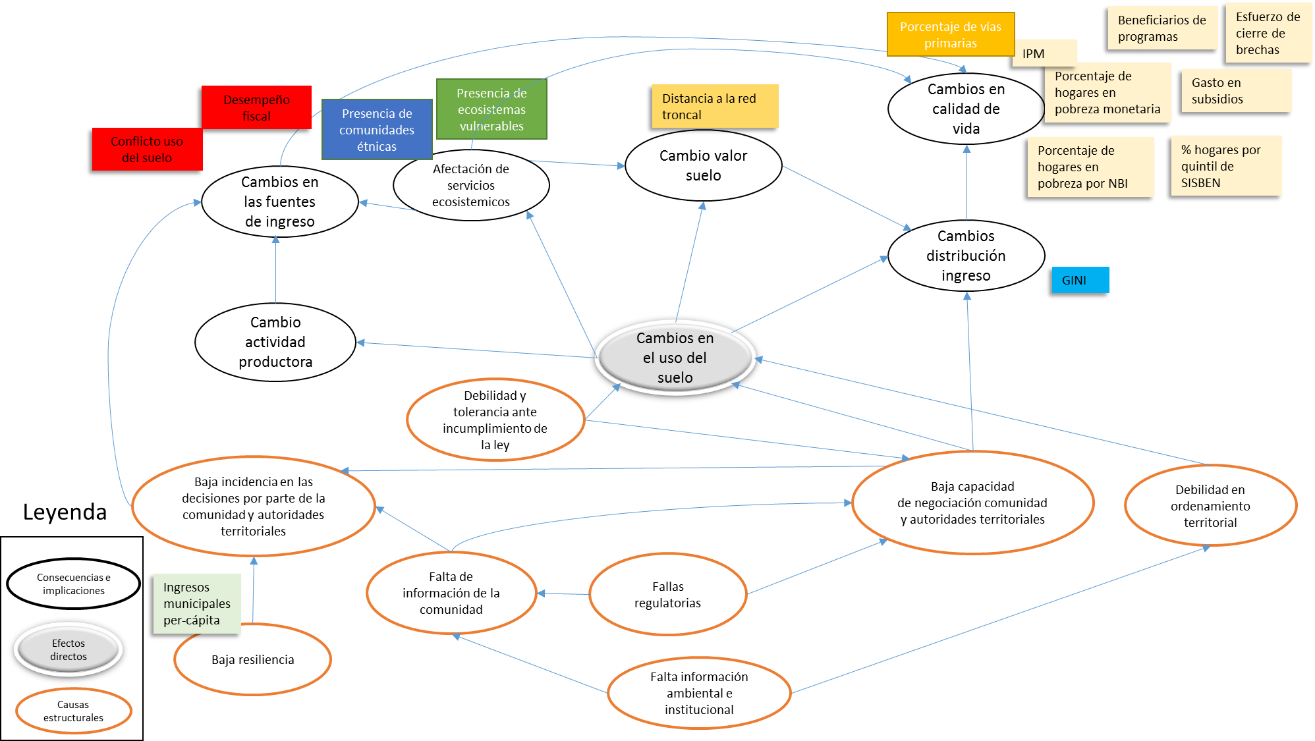 Porcentaje de vías
primarias
IPM
Beneficiarios de
programas
Esfuerzo de
cierre de
brechas
Porcentaje de
hogares en
pobreza monetaria
Gasto en
subsidios
Cambios en
calidad de
vida
Porcentaje de
hogares en
pobreza por NBI
% hogares por
quintil de
SISBEN
Desempeño
fiscal
Conflicto uso
del suelo
Presencia de
comunidades
étnicas
Presencia de
ecosistemas
vulnerables
Distancia a la red
troncal
Cambio valor
suelo
Afectación de
servicios
ecosistemicos
Cambios en
las fuentes
de ingreso
Cambios
distribución
ingreso
GINI
Cambio
actividad
productora
Cambios en
el uso del
suelo
Debilidad y
tolerancia ante
incumplimiento de
la ley
Baja incidencia en las
decisiones por parte de la
comunidad y autoridades
territoriales
Baja capacidad
de negociación comunidad
y autoridades territoriales
Debilidad en
ordenamiento
territorial
Falta de
información de la
comunidad
Fallas
regulatorias
Ingresos
municipales
per-cápita
Baja resiliencia
Falta información
ambiental e
institucional
Leyenda
Consecuencias e
implicaciones
Efectos
directos
Causas
estructurales